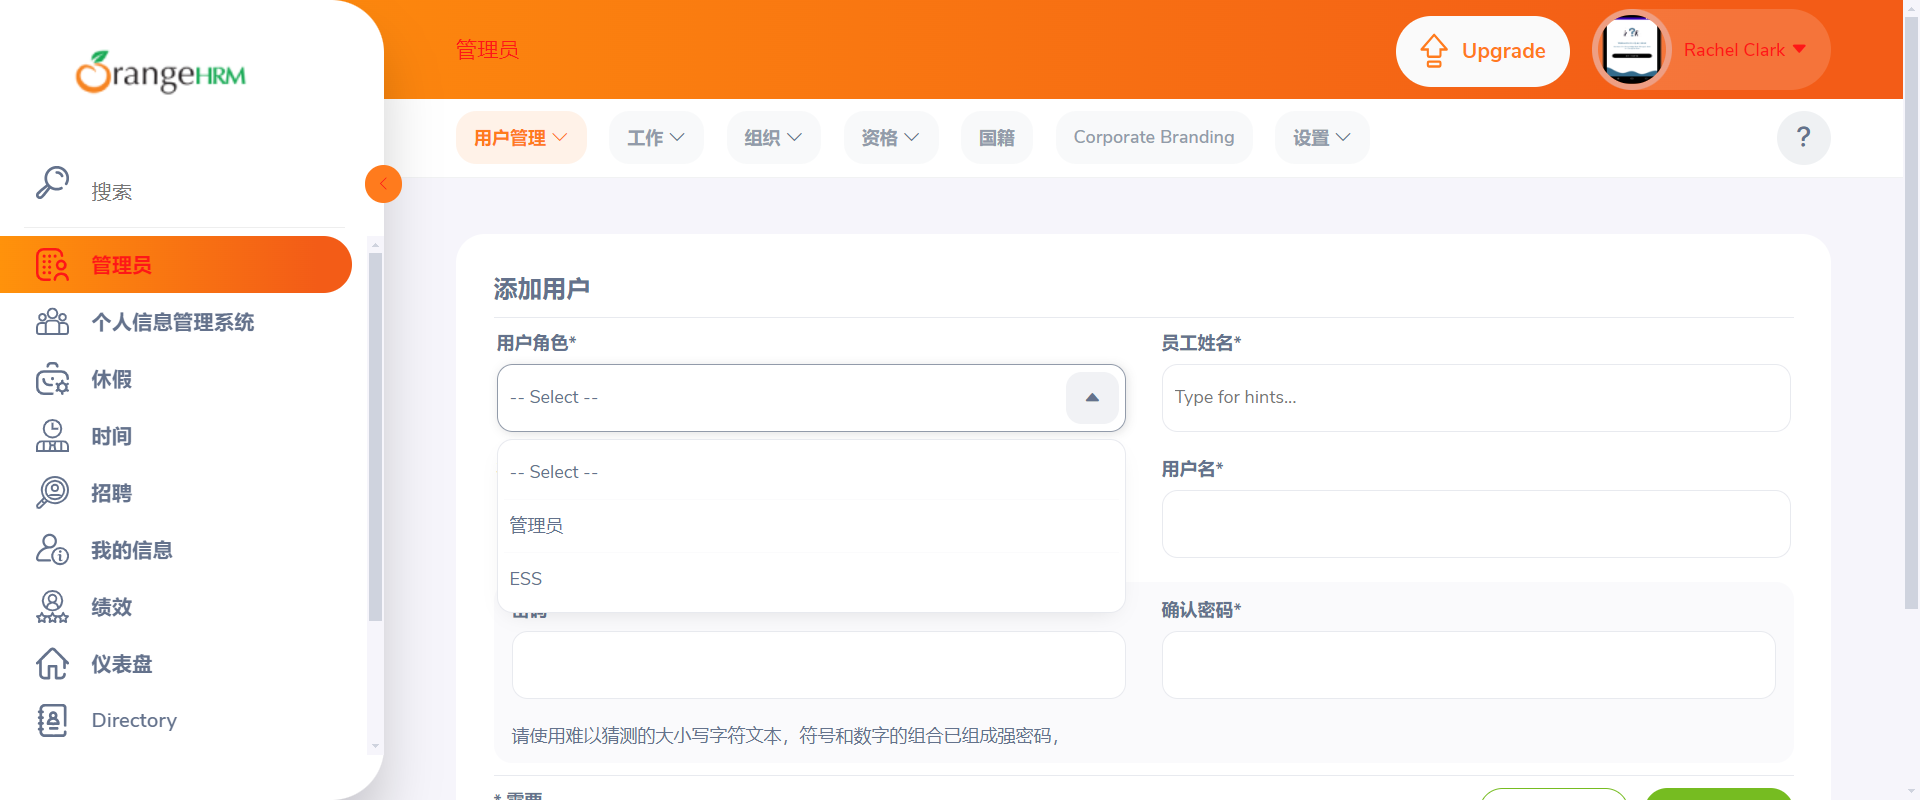 管理员
Upgrade
Rachel Clark
OrangeHRM
用户管理
工作
组织
资格
国籍
Corporate Branding
设置
?
搜索
管理员
个人信息管理系统
休假
时间
招聘
我的信息
绩效
仪表盘
Directory
添加用户
用户角色*
-- Select --
-- Select --
管理员
ESS
员工姓名*
Type for hints...
用户名*
确认密码*
请使用难以猜测的大小写字符文本，符号和数字的组合已组成强密码，
* 需要